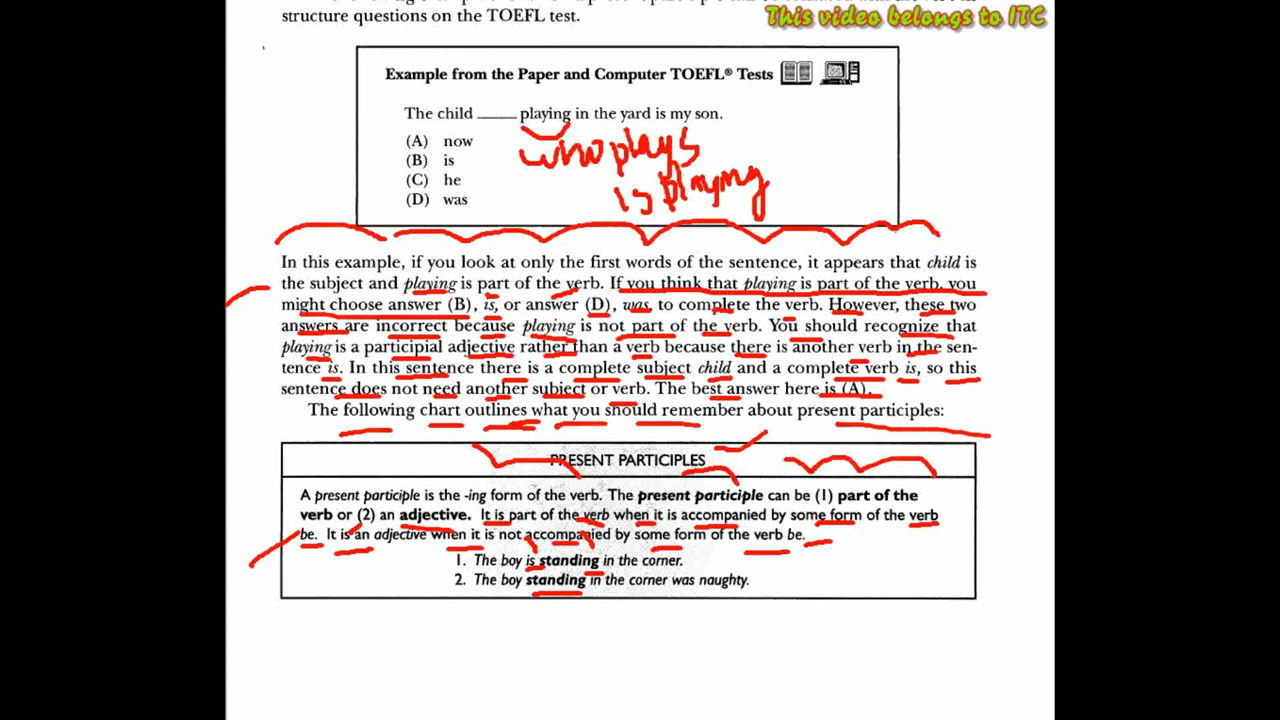 structure questions on the TOEFL test.
This video belongs to ITC
Example from the Paper and Computer TOEFL® Tests
The child _____ playing in the yard is my son.
(A) now
(B) is
(C) he
(D) was
who plays
is playing
In this example, if you look at only the first words of the sentence, it appears that child is
the subject and playing is part of the verb. If you think that playing is part of the verb, you
might choose answer (B), is, or answer (D), was, to complete the verb. However, these two
answers are incorrect because playing is not part of the verb. You should recognize that
playing is a participial adjective rather than a verb because there is another verb in the sen-
tence is. In this sentence there is a complete subject child and a complete verb is, so this
sentence does not need another subject or verb. The best answer here is (A).
The following chart outlines what you should remember about present participles:
PRESENT PARTICIPLES
A present participle is the -ing form of the verb. The present participle can be (1) part of the
verb or (2) an adjective. It is part of the verb when it is accompanied by some form of the verb
be. It is an adjective when it is not accompanied by some form of the verb be.
1. The boy is standing in the corner.
2. The boy standing in the corner was naughty.